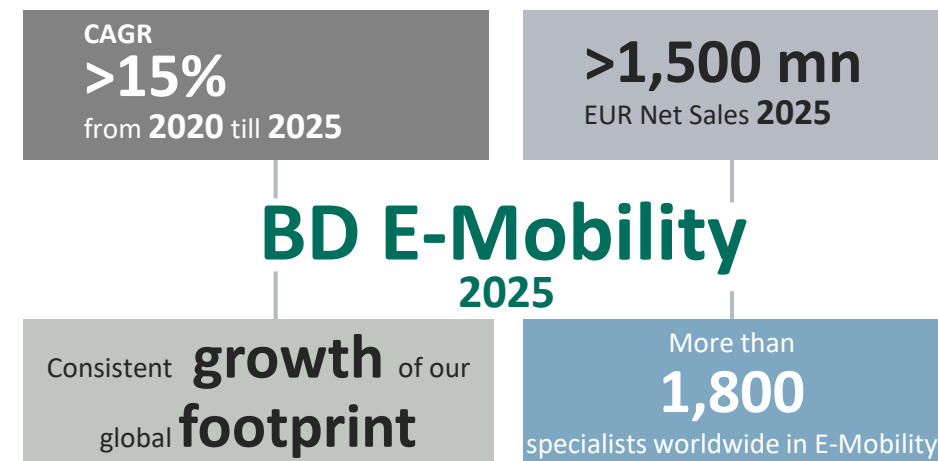 CAGR
>15%
from 2020 till 2025
>1,500 mn
EUR Net Sales 2025
BD E-Mobility
2025
Consistent growth of our
global footprint
More than
1,800
specialists worldwide in E-Mobility